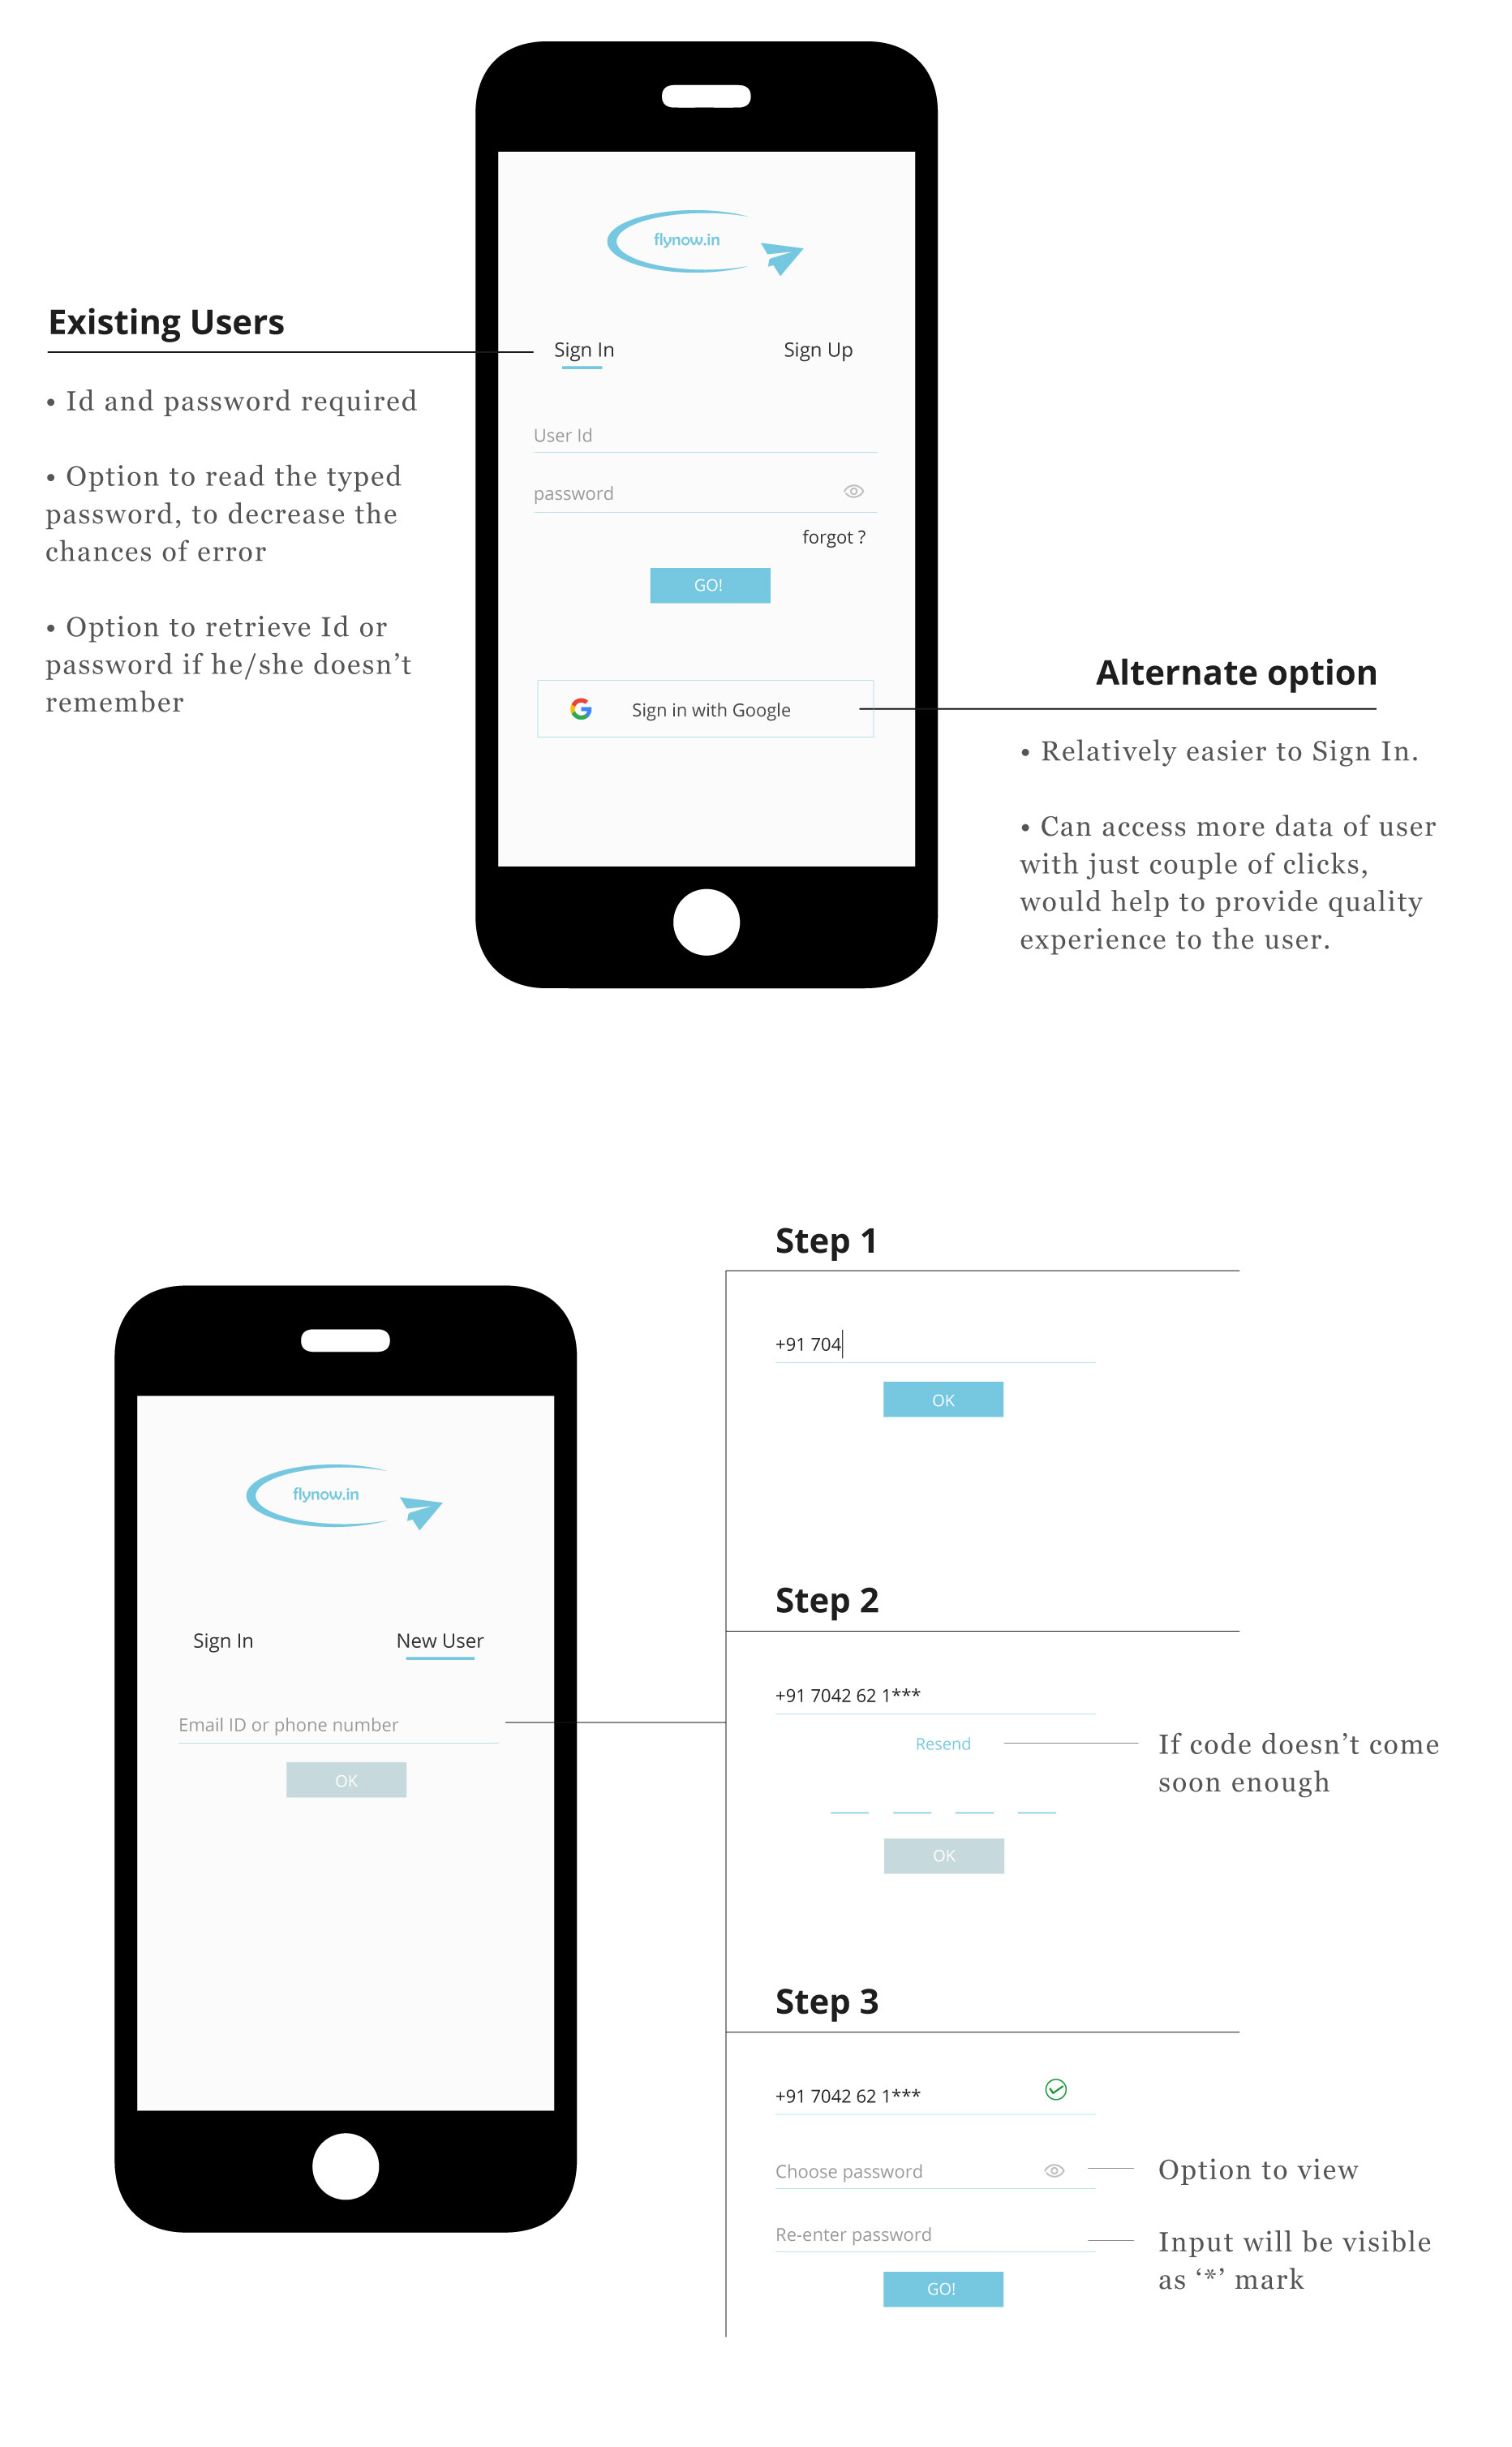 flynow.in
Existing Users
• Id and password required
• Option to read the typed
password, to decrease the
chances of error
• Option to retrieve Id or
password if he/she doesn’t
remember
Sign In
Sign Up
User Id
password
forgot ?
GO!
Sign in with Google
Alternate option
• Relatively easier to Sign In.
• Can access more data of user
with just couple of clicks,
would help to provide quality
experience to the user.
flynow.in
Sign In
New User
Email ID or phone number
OK
Step 1
+91 704
OK
Step 2
+91 7042 62 1***
Resend
If code doesn’t come
soon enough
OK
Step 3
+91 7042 62 1***
Choose password
Option to view
Re-enter password
Input will be visible
as ‘*’ mark
GO!